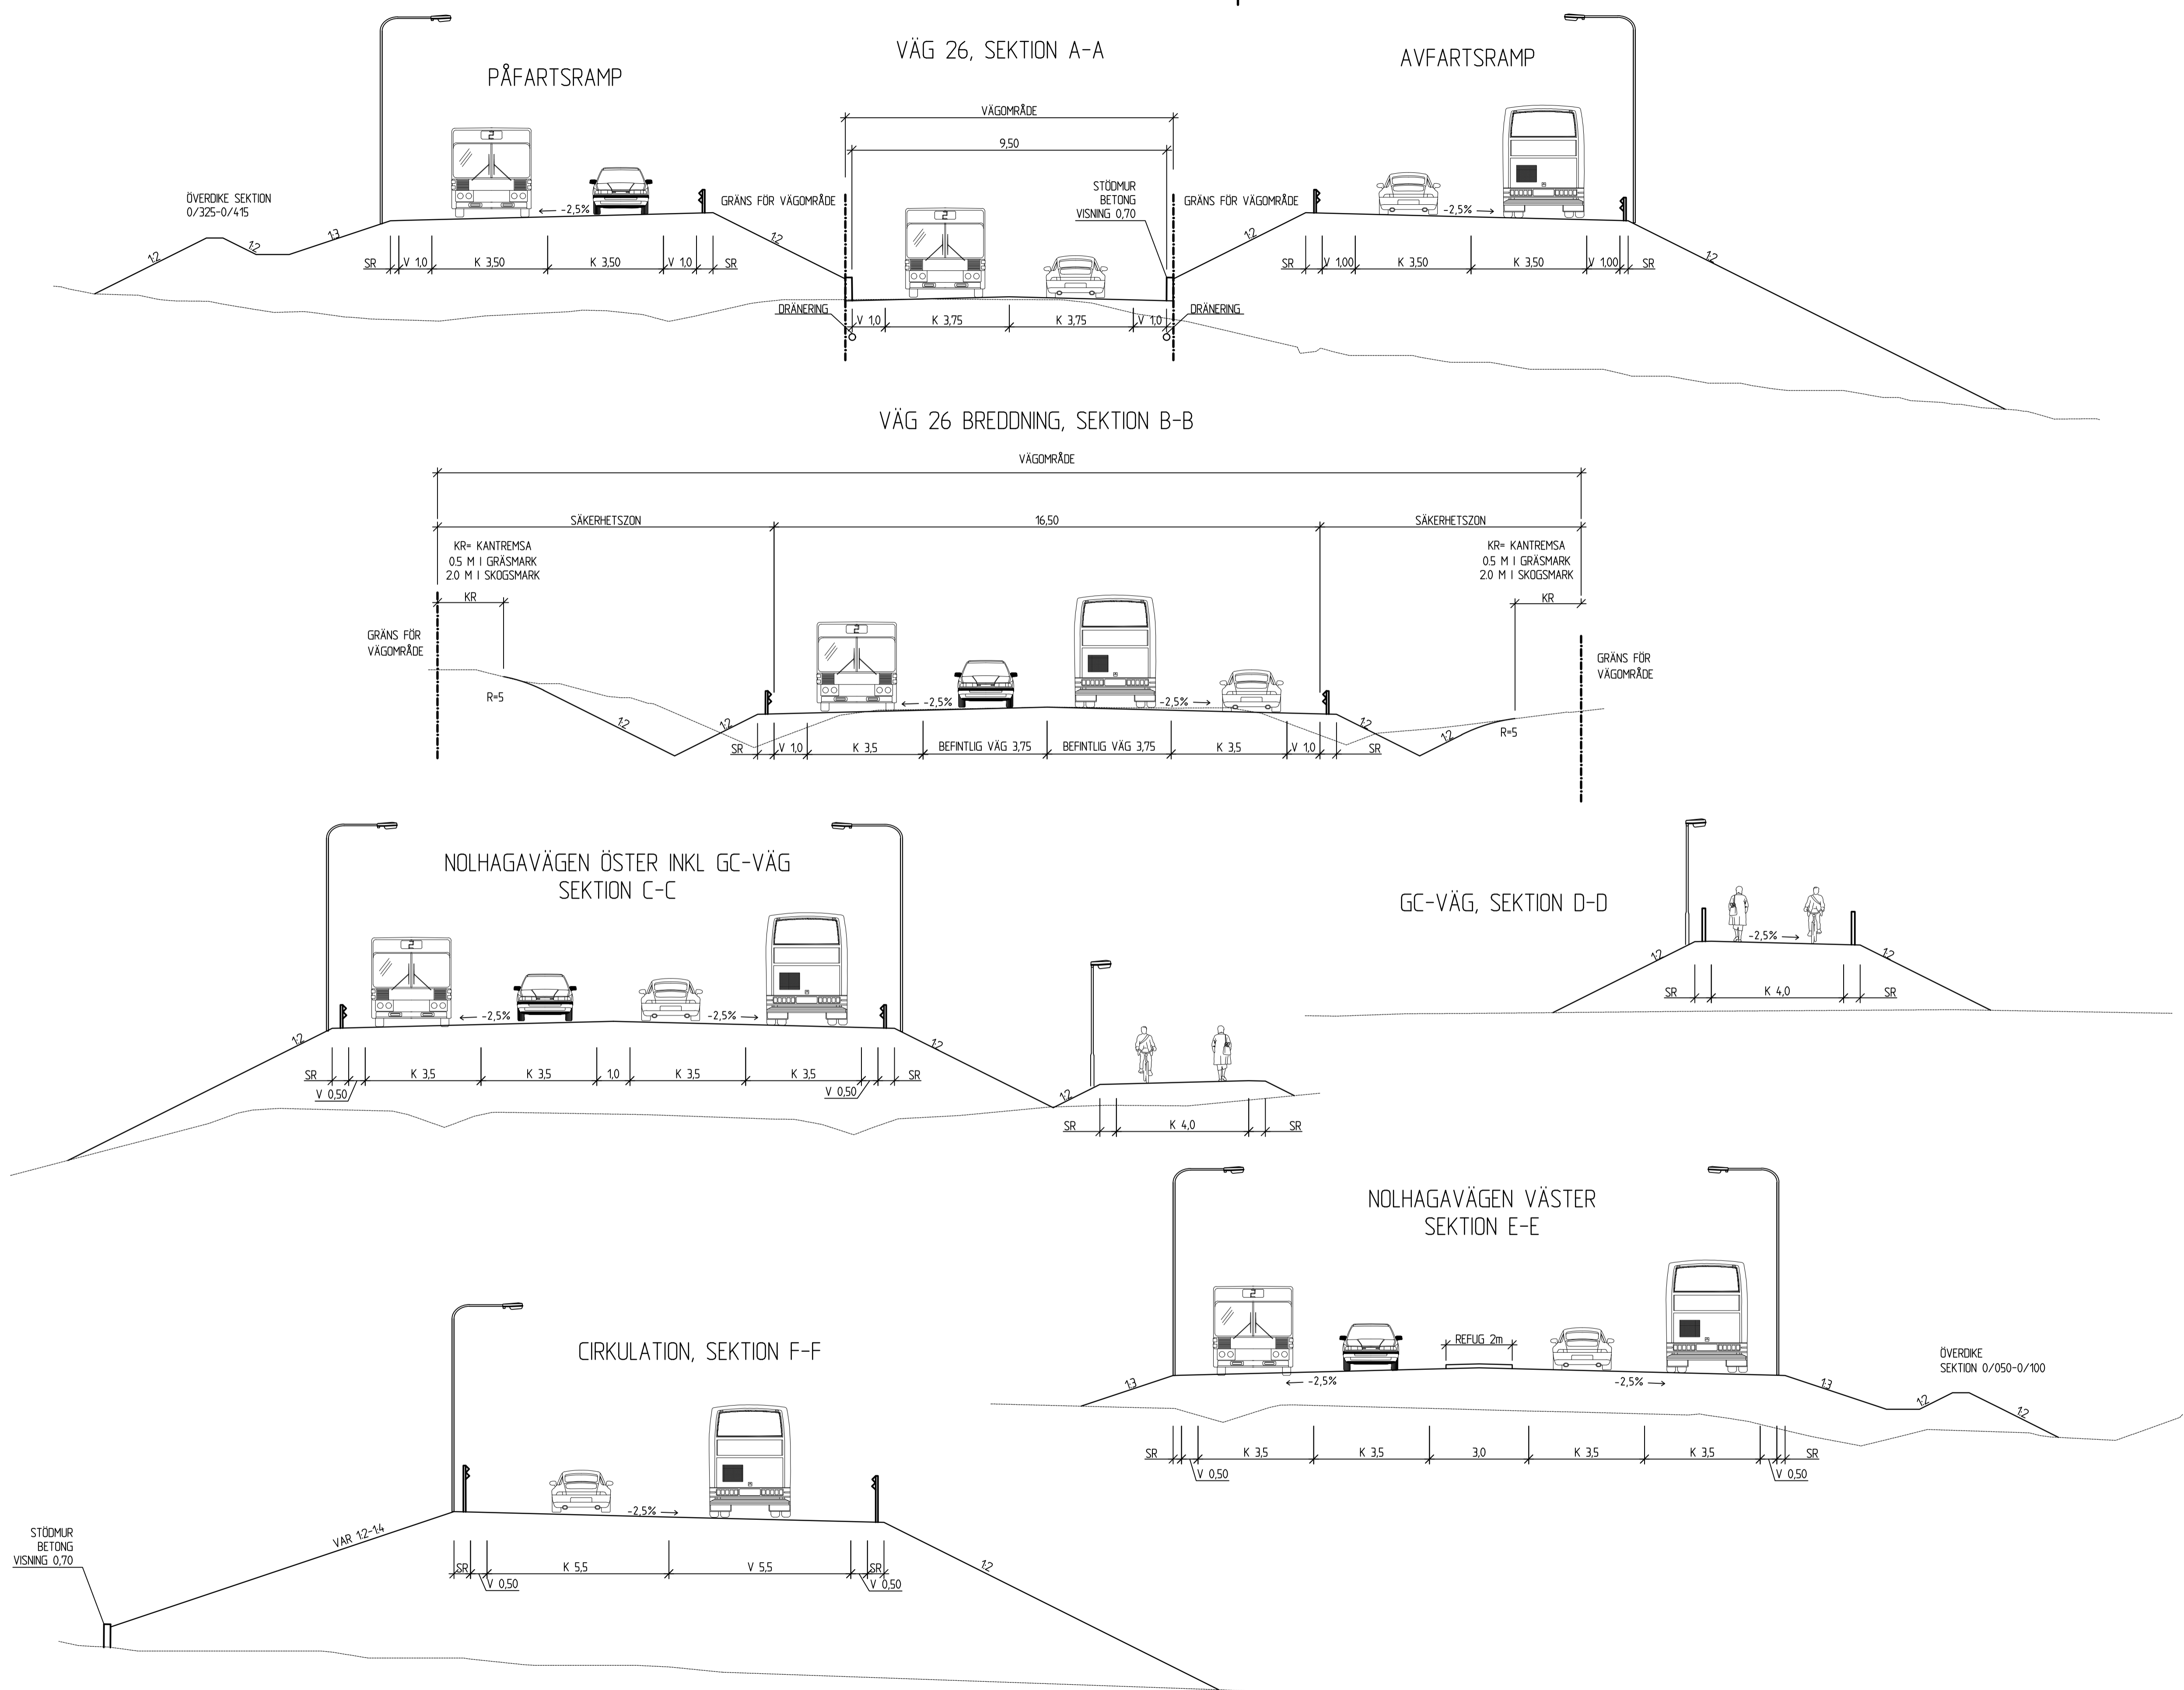 VÄG 26, SEKTION A-A
PÅFARTSRAMP
AVFARTSRAMP
VÄGOMRÅDE
9,50
2
ÖVERDIKE SEKTION
0/325-0/415
-2,5%
GRÄNS FÖR VÄGOMRÅDE
STÖDMUR
BETONG
VISNING 0,70
GRÄNS FÖR VÄGOMRÅDE
-2,5%
2
1:2
1:2
1:3
1:2
1:2
1:2
SR
V 1,0
K 3,50
K 3,50
V 1,0
SR
SR
V 1,00
K 3,50
K 3,50
V 1,00
SR
DRÄNERING
V 1,0
K 3,75
K 3,75
V 1,0
DRÄNERING
VÄG 26 BREDDNING, SEKTION B-B
VÄGOMRÅDE
SÄKERHETSZON
16,50
SÄKERHETSZON
KR= KANTREMSA
0.5 M I GRÄSMARK
2.0 M I SKOGSMARK
KR= KANTREMSA
0.5 M I GRÄSMARK
2.0 M I SKOGSMARK
KR
KR
GRÄNS FÖR
VÄGOMRÅDE
2
GRÄNS FÖR
VÄGOMRÅDE
R=5
-2,5%
-2,5%
R=5
1:2
1:2
1:2
1:2
SR
V 1,0
K 3,5
BEFINTLIG VÄG 3,75
BEFINTLIG VÄG 3,75
K 3,5
V 1,0
SR
NOLHAGAVÄGEN ÖSTER INKL GC-VÄG
SEKTION C-C
2
-2,5%
-2,5%
1:2
1:2
SR
V 0,50
K 3,5
K 3,5
1,0
K 3,5
K 3,5
V 0,50
SR
1:2
SR
K 4,0
SR
GC-VÄG, SEKTION D-D
-2,5%
1:2
1:2
SR
K 4,0
SR
NOLHAGAVÄGEN VÄSTER
SEKTION E-E
2
REFUG 2m
ÖVERDIKE
SEKTION 0/050-0/100
-2,5%
-2,5%
1:3
1:3
1:2
1:2
SR
V 0,50
K 3,5
K 3,5
3,0
K 3,5
K 3,5
V 0,50
SR
CIRKULATION, SEKTION F-F
-2,5%
STÖDMUR
BETONG
VISNING 0,70
VAR 1:2-1:4
1:2
SR
V 0,50
K 5,5
V 5,5
SR
V 0,50